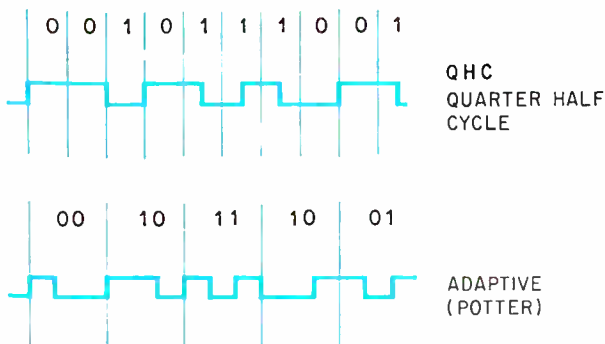 0 0 1 0 1 1 1 0 0 1
QHC
QUARTER HALF
CYCLE
00 10 11 10 01
ADAPTIVE
(POTTER)